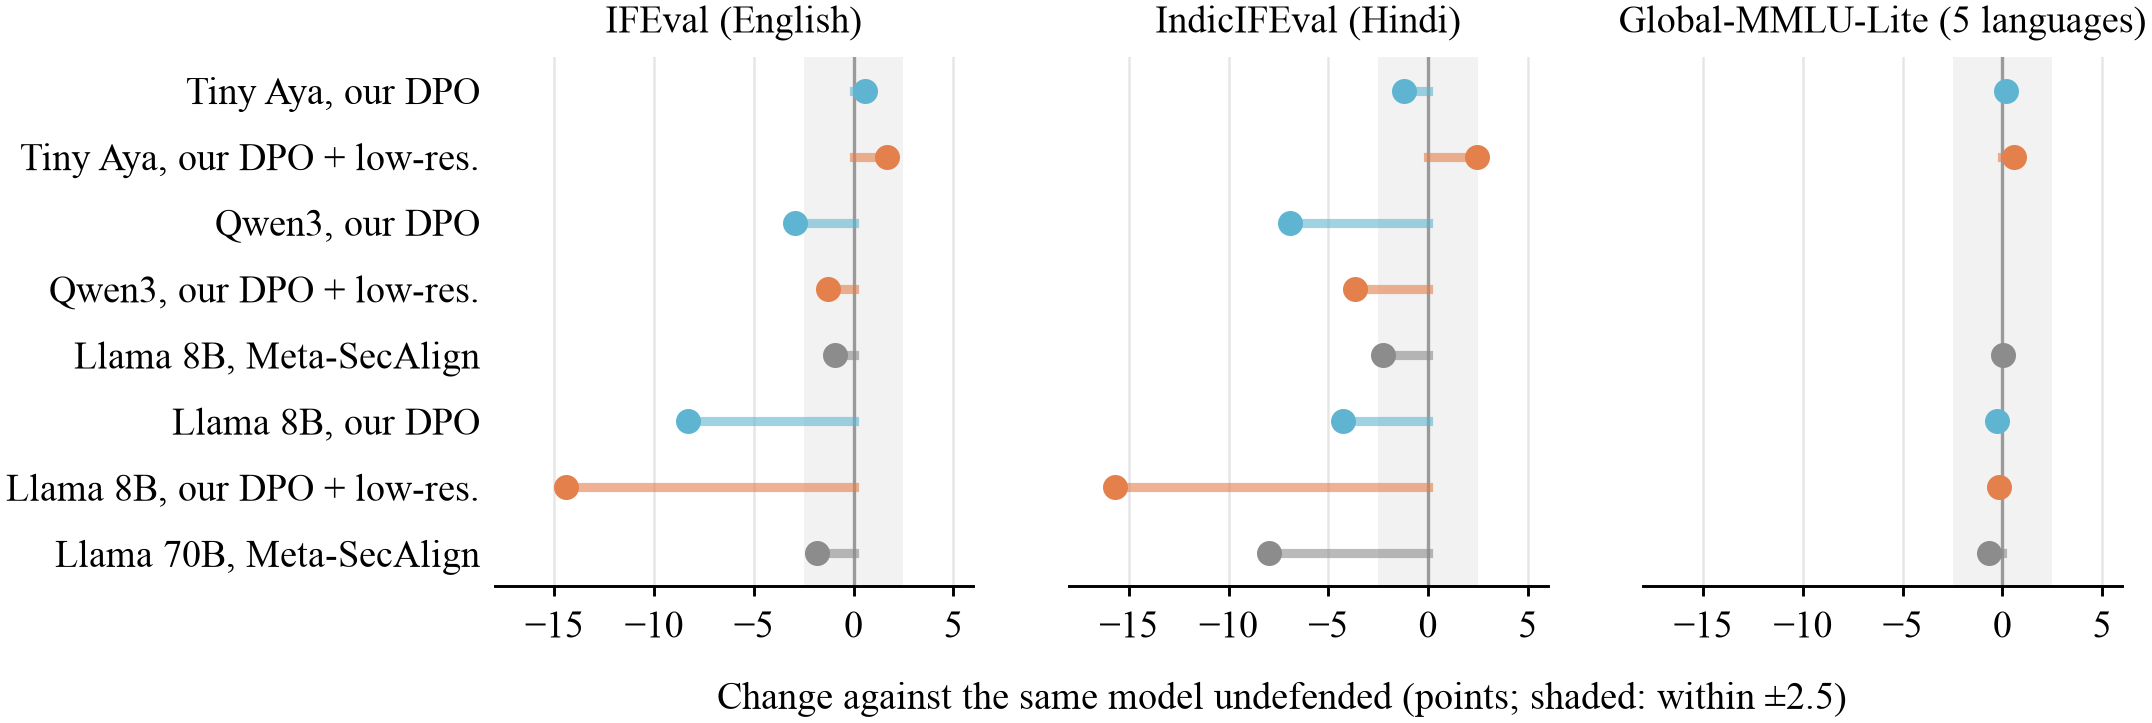 IFEval (English)
IndicIFEval (Hindi)
Global-MMLU-Lite (5 languages)
Tiny Aya, our DPO
Tiny Aya, our DPO + low-res.
Qwen3, our DPO
Qwen3, our DPO + low-res.
Llama 8B, Meta-SecAlign
Llama 8B, our DPO
Llama 8B, our DPO + low-res.
Llama 70B, Meta-SecAlign
−15 −10 −5 0 5
−15 −10 −5 0 5
−15 −10 −5 0 5
Change against the same model undefended (points; shaded: within ±2.5)